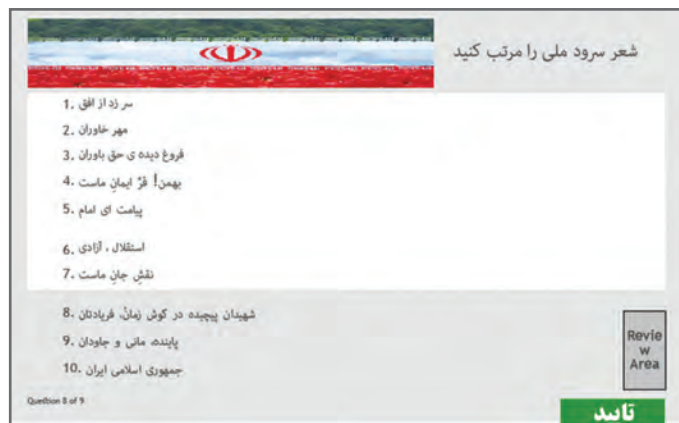 شعر سرود ملی را مرتب کنید
1. سر زد از افق
2. مهر خاوران
3. فروغ دیده ی حق باوران
4. بهمن! فرّ ایمانِ ماست
5. پیامت ای امام
6. استقلال ، آزادی
7. نقشِ جانِ ماست
8. شهیدان پیچیده در گوش زمانْ، فریادتان
9. پاینده، مانی و جاودان
10. جمهوری اسلامی ایران
Review Area
Question 8 of 9
تایید